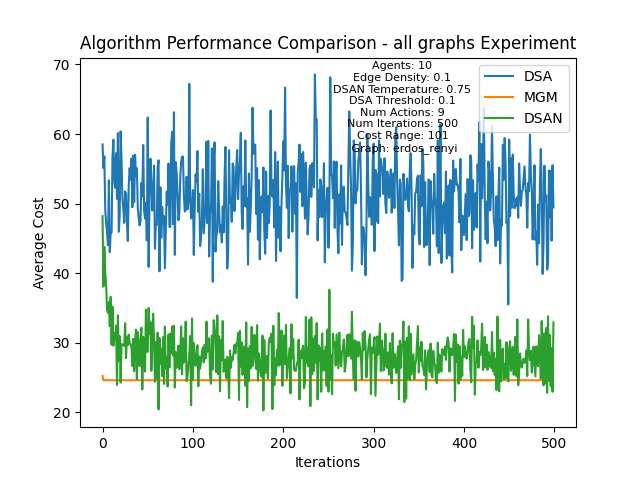 Algorithm Performance Comparison - all graphs Experiment
Agents: 10
Edge Density: 0.1
DSAN Temperature: 0.75
DSA Threshold: 0.1
Num Actions: 9
Num Iterations: 500
Cost Range: 101
Graph: erdos_renyi
DSA
MGM
DSAN
Average Cost
70
60
50
40
30
20
0
100
200
300
400
500
Iterations